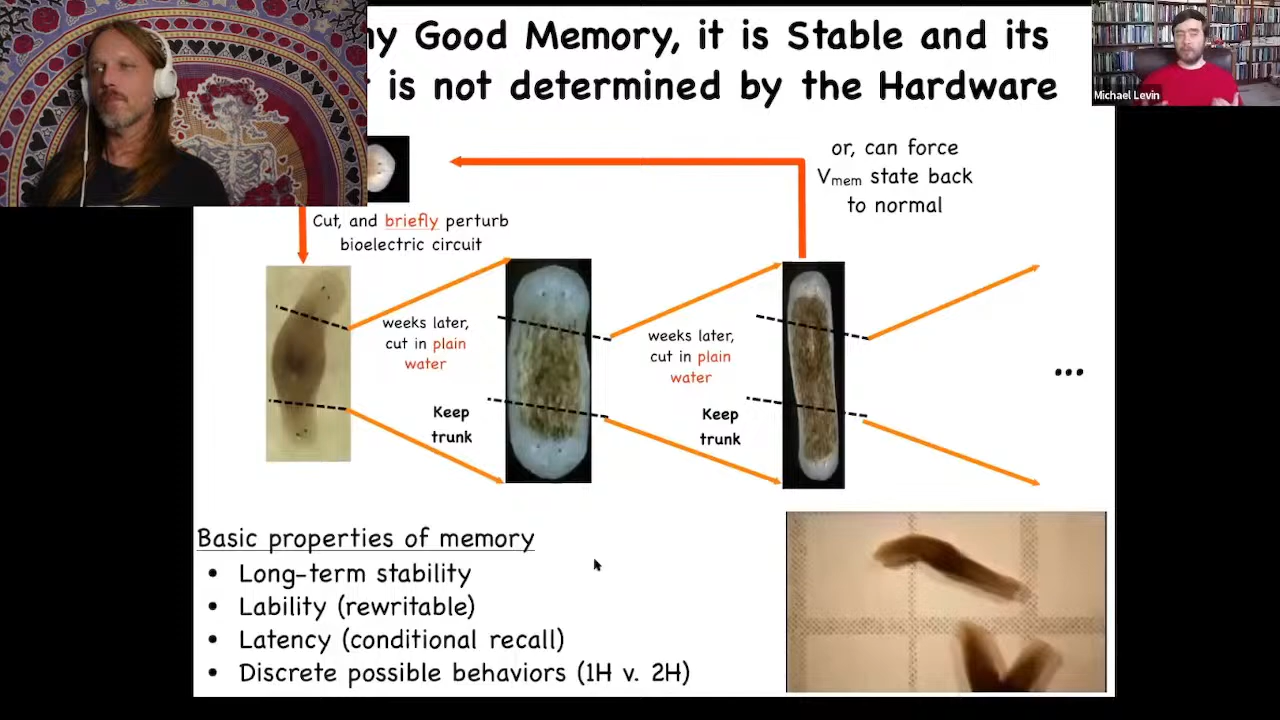 ny Good Memory, it is Stable and its
is not determined by the Hardware
Michael Levin
or, can force
Vmem state back
to normal
Cut, and briefly perturb
bioelectric circuit
weeks later,
cut in plain
water
Keep
trunk
weeks later,
cut in plain
water
Keep
trunk
...
Basic properties of memory
• Long-term stability
• Lability (rewritable)
• Latency (conditional recall)
• Discrete possible behaviors (1H v. 2H)